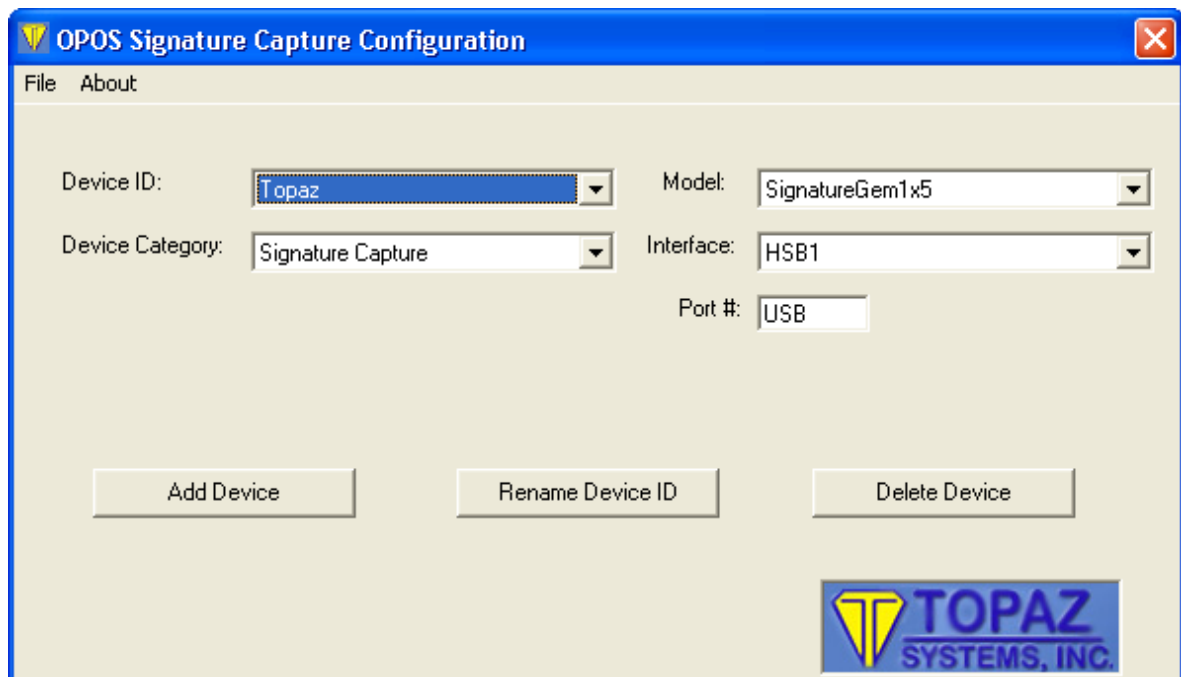 OPOS Signature Capture Configuration
File About
Device ID: Topaz Model: SignatureGem1x5
Device Category: Signature Capture Interface: HSB1
Port #: USB
Add Device Rename Device ID Delete Device
TOPAZ
SYSTEMS, INC.